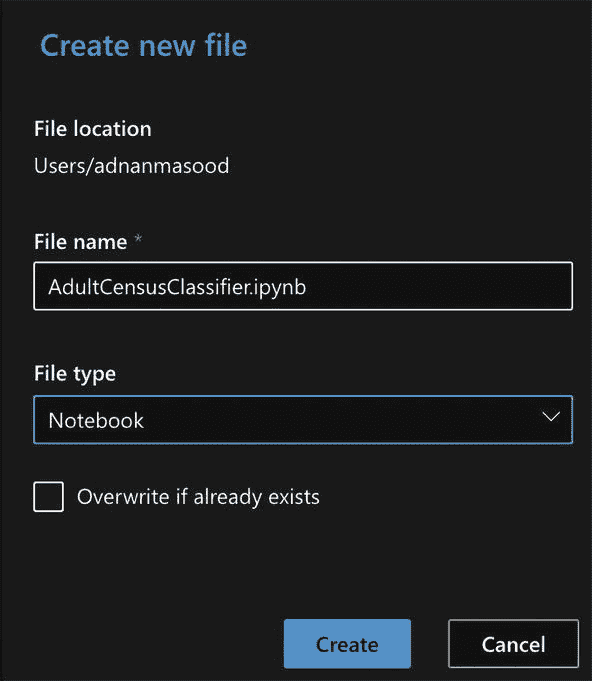 Create new file
File location
Users/adnanmasood
File name *
AdultCensusClassifier.ipynb
File type
Notebook
Overwrite if already exists
Create Cancel